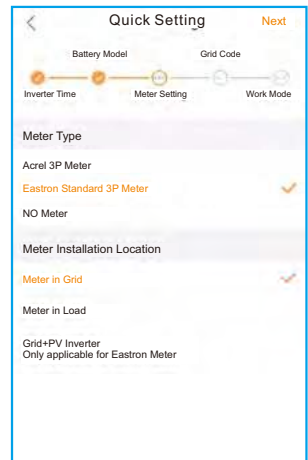 Quick Setting
Next
Battery Model
Grid Code
Inverter Time
Meter Setting
Work Mode
Meter Type
Acrel 3P Meter
Eastron Standard 3P Meter
NO Meter
Meter Installation Location
Meter in Grid
Meter in Load
Grid+PV Inverter
Only applicable for Eastron Meter